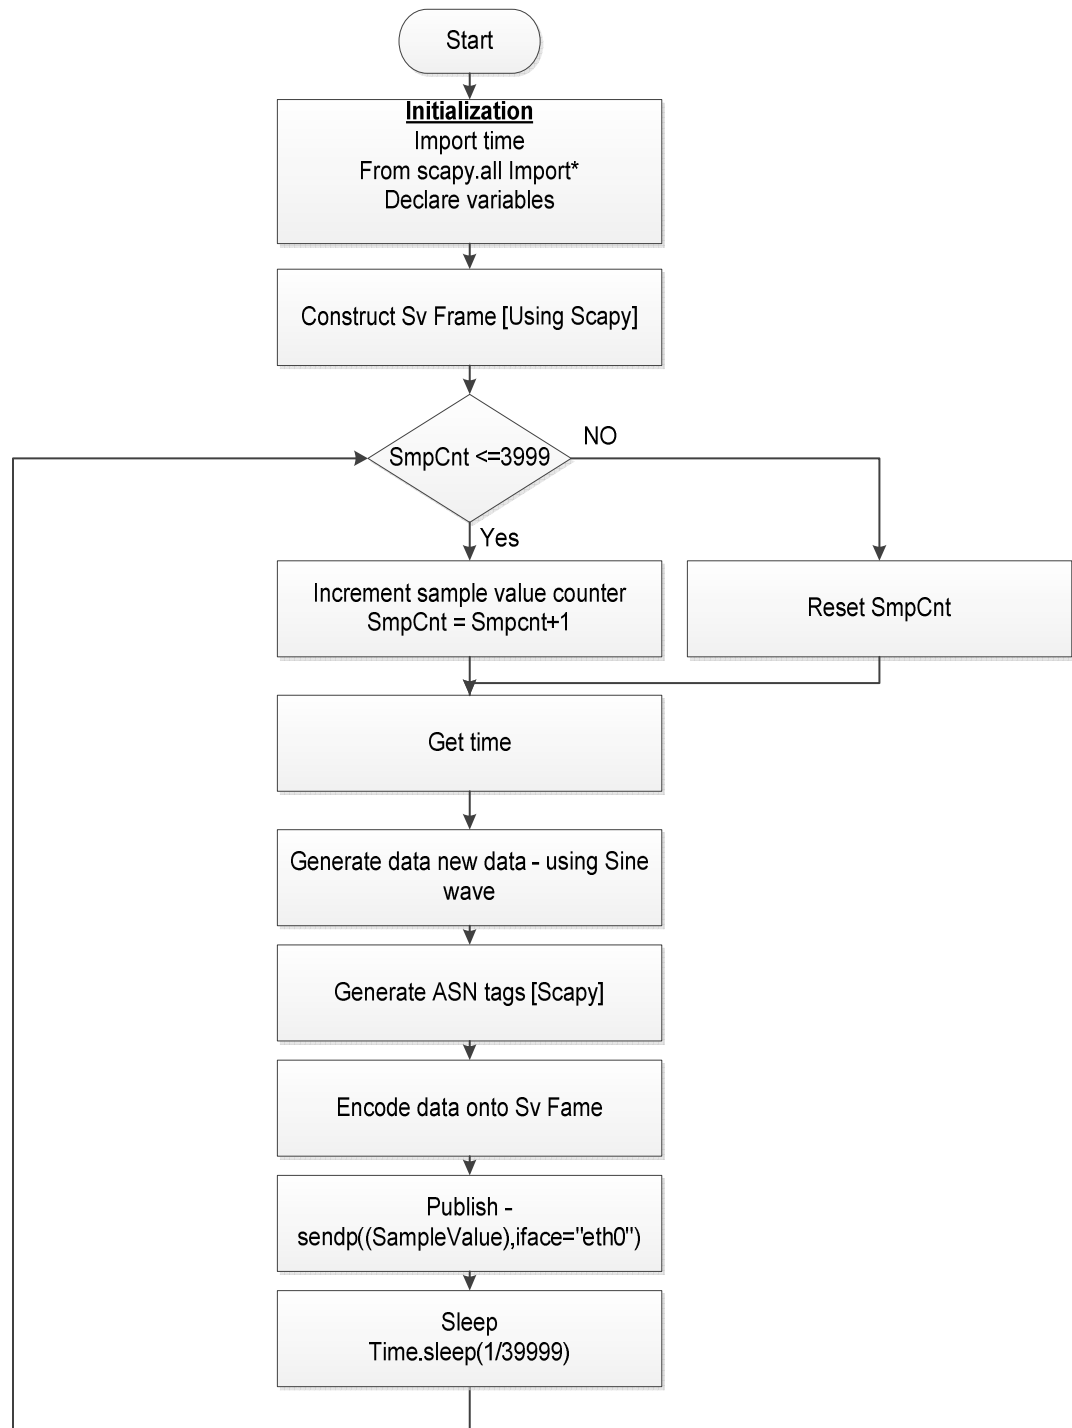 Start
Initialization
Import time
From scapy.all Import*
Declare variables
Construct Sv Frame [Using Scapy]
SmpCnt <=3999
NO
Yes
Increment sample value counter
SmpCnt = Smpcnt+1
Reset SmpCnt
Get time
Generate data new data - using Sine
wave
Generate ASN tags [Scapy]
Encode data onto Sv Fame
Publish -
sendp((SampleValue),iface="eth0")
Sleep
Time.sleep(1/39999)